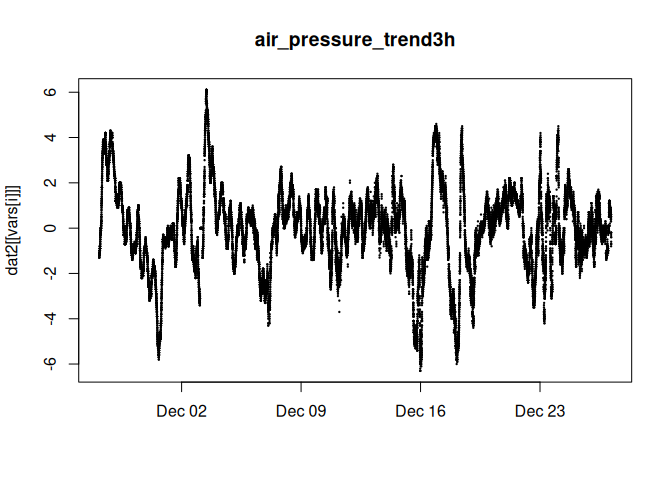 air_pressure_trend3h
dat2[[vars[i]]]
6
4
2
0
-2
-4
-6
Dec 02 Dec 09 Dec 16 Dec 23